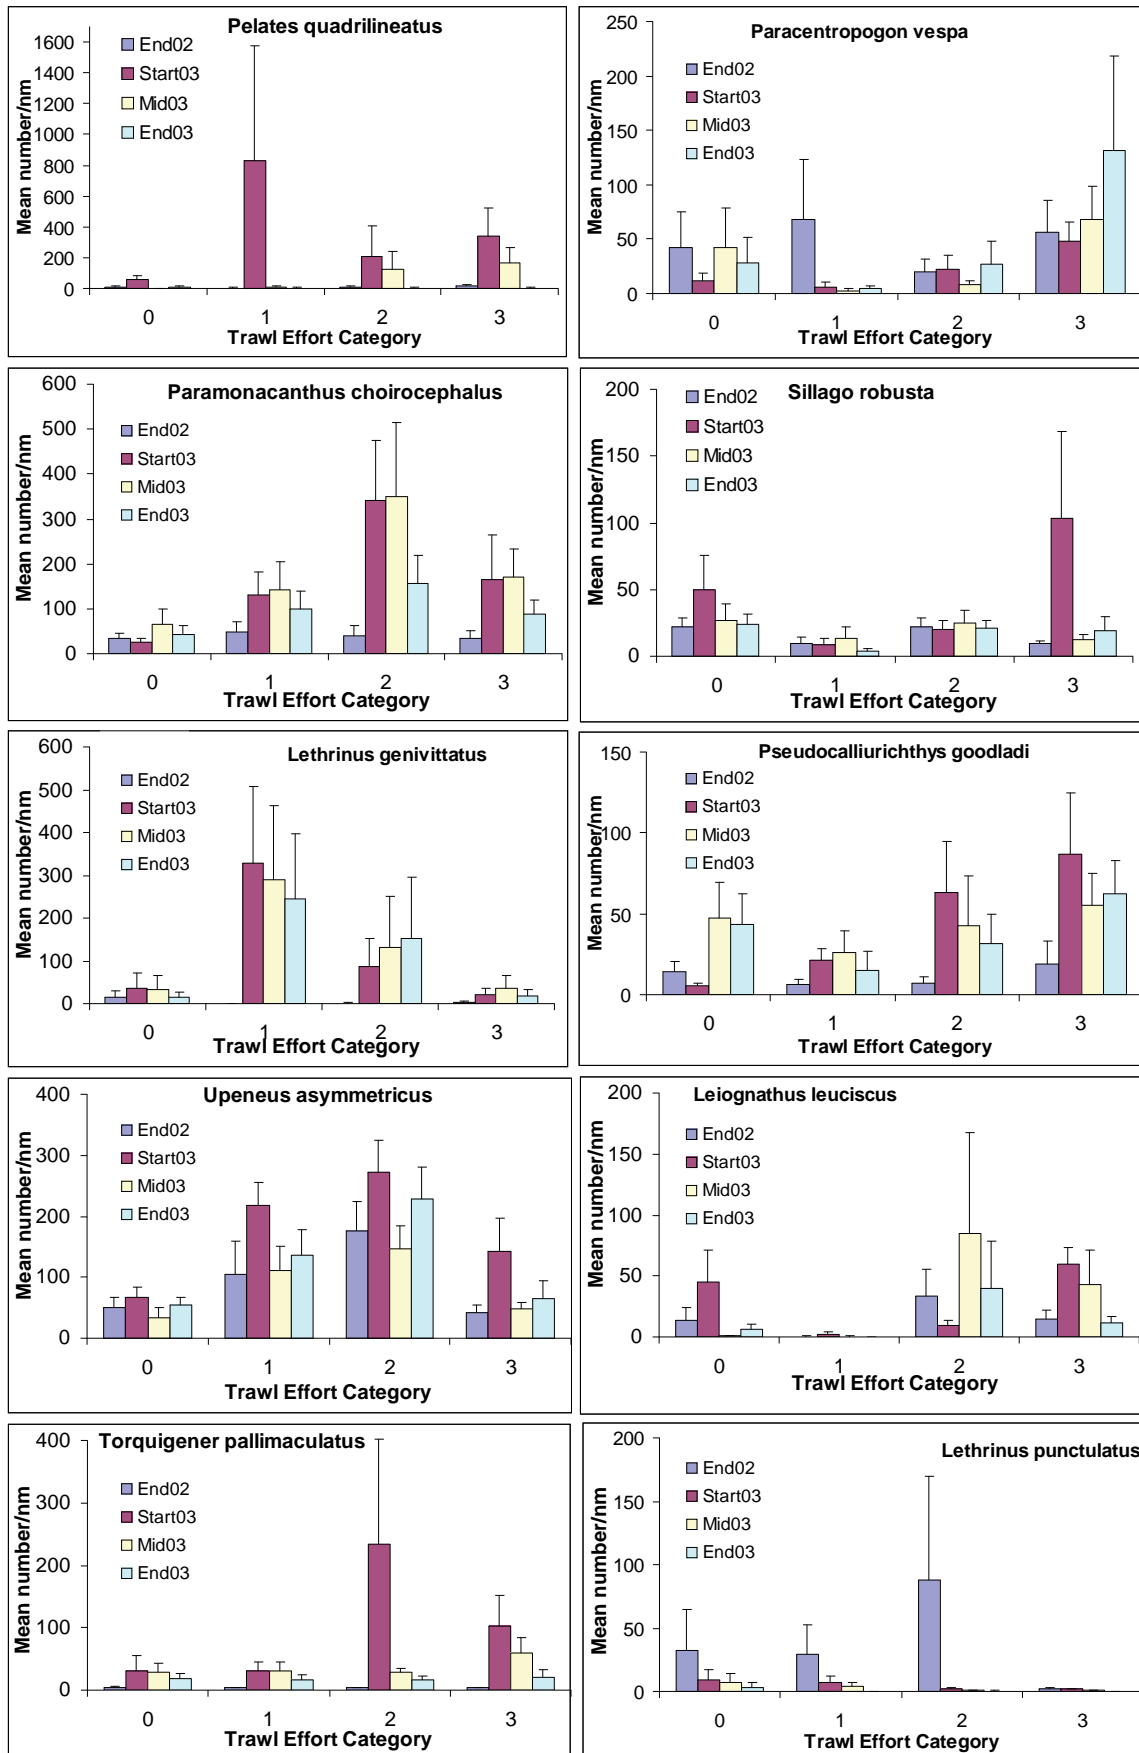 Pelates quadrilineatus
Mean number/nm
1600
1400
1200
1000
800
600
400
200
0
End02
Start03
Mid03
End03
0 1 2 3
Trawl Effort Category
Paracentropogon vespa
Mean number/nm
250
200
150
100
50
0
End02
Start03
Mid03
End03
0 1 2 3
Trawl Effort Category
Paramonacanthus choirocephalus
Mean number/nm
600
500
400
300
200
100
0
End02
Start03
Mid03
End03
0 1 2 3
Trawl Effort Category
Sillago robusta
Mean number/nm
200
150
100
50
0
End02
Start03
Mid03
End03
0 1 2 3
Trawl Effort Category
Lethrinus genivittatus
Mean number/nm
600
500
400
300
200
100
0
End02
Start03
Mid03
End03
0 1 2 3
Trawl Effort Category
Pseudocalliurichthys goodladi
Mean number/nm
150
100
50
0
End02
Start03
Mid03
End03
0 1 2 3
Trawl Effort Category
Upeneus asymmetricus
Mean number/nm
400
300
200
100
0
End02
Start03
Mid03
End03
0 1 2 3
Trawl Effort Category
Leiognathus leuciscus
Mean number/nm
200
150
100
50
0
End02
Start03
Mid03
End03
0 1 2 3
Trawl Effort Category
Torquigener pallimaculatus
Mean number/nm
400
300
200
100
0
End02
Start03
Mid03
End03
0 1 2 3
Trawl Effort Category
Lethrinus punctulatus
Mean number/nm
200
150
100
50
0
End02
Start03
Mid03
End03
0 1 2 3
Trawl Effort Category